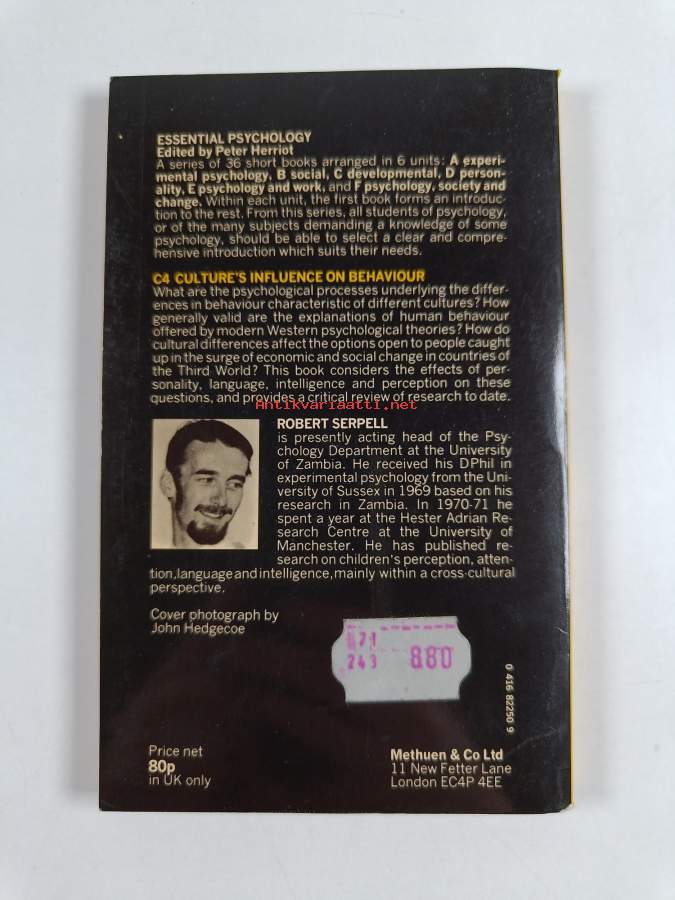 ESSENTIAL PSYCHOLOGY
Edited by Peter Herriot
A series of 36 short books arranged in 6 units: A experi-
mental psychology, B social, C developmental, D person-
ality, E psychology and work, and F psychology, society and
change. Within each unit, the first book forms an introduc-
tion to the rest. From this series, all students of psychology,
or of the many subjects demanding a knowledge of some
psychology, should be able to select a clear and compre-
hensive introduction which suits their needs.
C4 CULTURE'S INFLUENCE ON BEHAVIOUR
What are the psychological processes underlying the differ-
ences in behaviour characteristic of different cultures? How
generally valid are the explanations of human behaviour
offered by modern Western psychological theories? How do
cultural differences affect the options open to people caught
up in the surge of economic and social change in countries of
the Third World? This book considers the effects of per-
sonality, language, intelligence and perception on these
questions, and provides a critical review of research to date.
Antikvariaatti.net
ROBERT SERPELL
is presently acting head of the Psy-
chology Department at the University
of Zambia. He received his DPhil in
experimental psychology from the Uni-
versity of Sussex in 1969 based on his
research in Zambia. In 1970-71 he
spent a year at the Hester Adrian Re-
search Centre at the University of
Manchester. He has published re-
search on children's perception, atten-
tion, language and intelligence, mainly within a cross-cultural
perspective.
Cover photograph by
John Hedgecoe
243 880
0 416 82250 9
Price net
80p
in UK only
Methuen & Co Ltd
11 New Fetter Lane
London EC4P 4EE